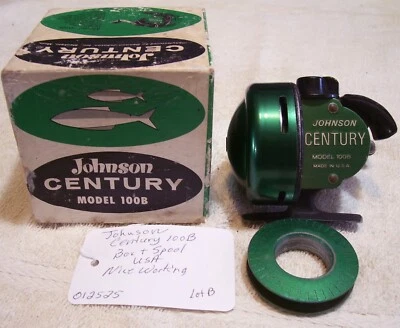 Johnson
CENTURY
MODEL 100B
JOHNSON
CENTURY
MODEL 100B
MADE IN U.S.A.
Johnson
Century 100B
Box + Spool
USA
Nice Working
012525
Lot B